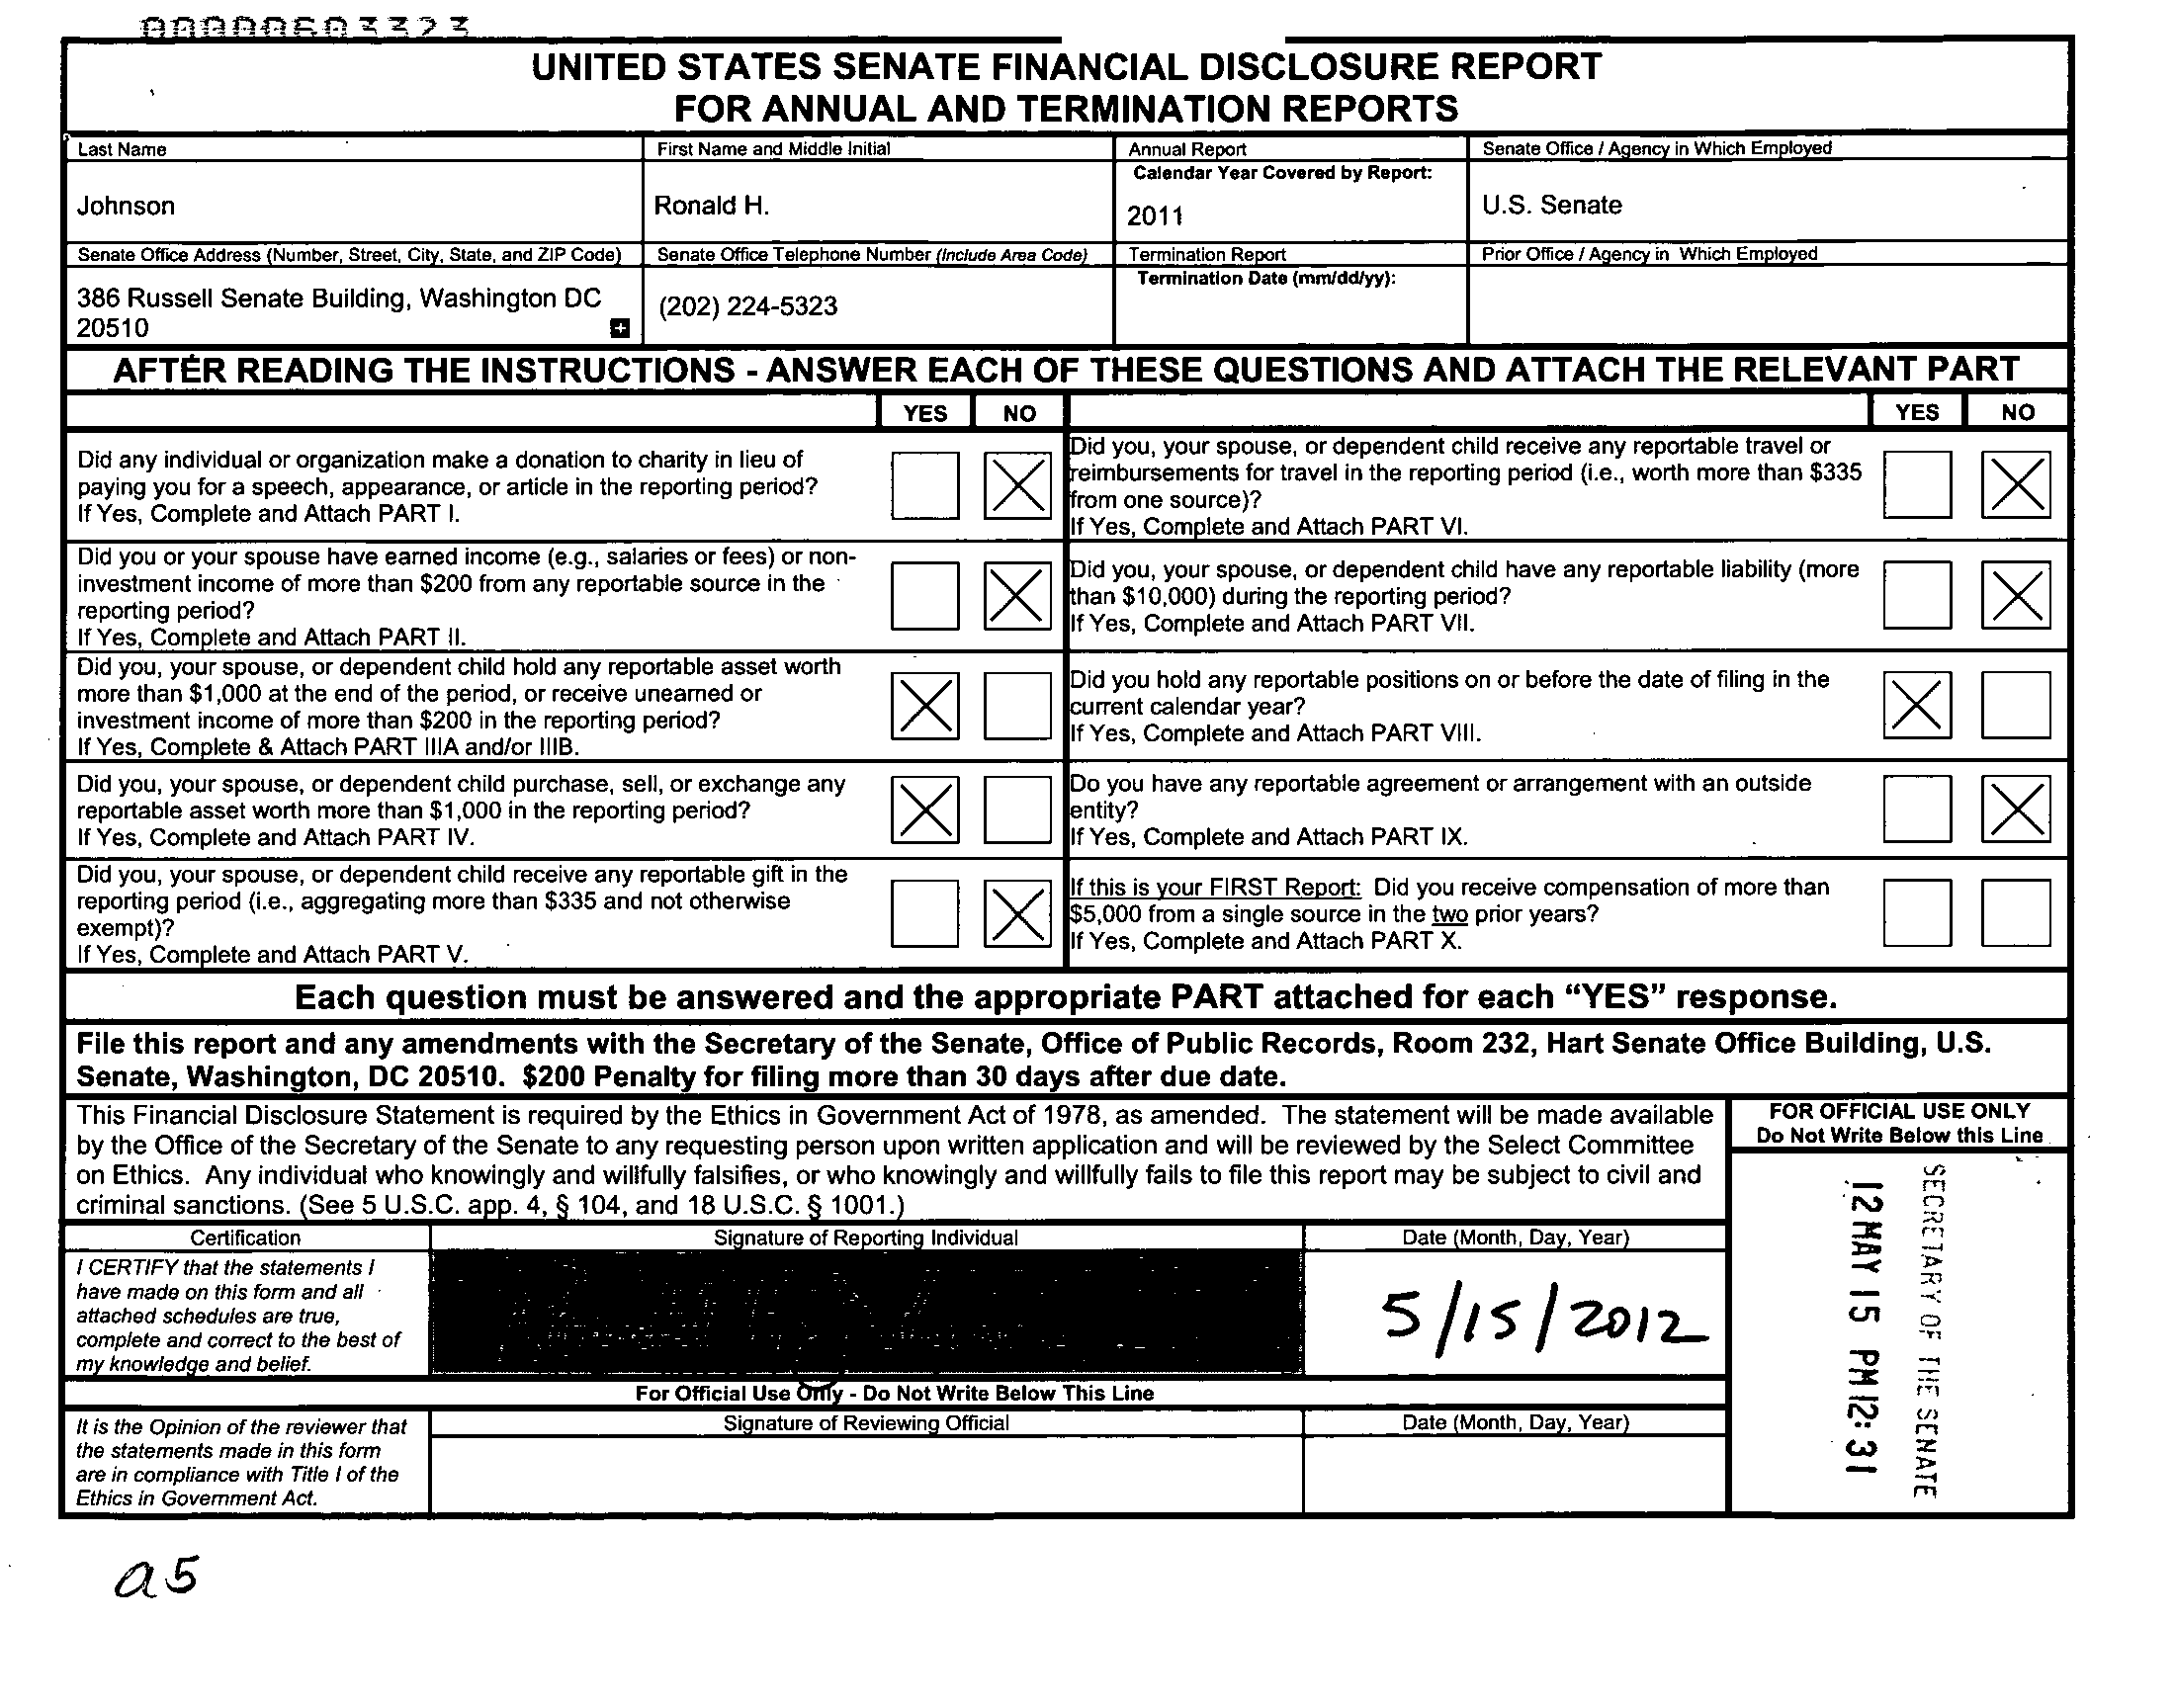 00000603323
UNITED STATES SENATE FINANCIAL DISCLOSURE REPORT
FOR ANNUAL AND TERMINATION REPORTS
Last Name
First Name and Middle Initial
Annual Report
Senate Office / Agency in Which Employed
Calendar Year Covered by Report:
Johnson
Ronald H.
2011
U.S. Senate
Senate Office Address (Number, Street, City, State, and ZIP Code)
Senate Office Telephone Number (Include Area Code)
Termination Report
Prior Office / Agency in Which Employed
Termination Date (mm/dd/yy):
386 Russell Senate Building, Washington DC
20510
(202) 224-5323
AFTER READING THE INSTRUCTIONS - ANSWER EACH OF THESE QUESTIONS AND ATTACH THE RELEVANT PART
YES NO
YES NO
Did any individual or organization make a donation to charity in lieu of
paying you for a speech, appearance, or article in the reporting period?
If Yes, Complete and Attach PART I.
Did you, your spouse, or dependent child receive any reportable travel or
reimbursements for travel in the reporting period (i.e., worth more than $335
from one source)?
If Yes, Complete and Attach PART VI.
Did you or your spouse have earned income (e.g., salaries or fees) or non-
investment income of more than $200 from any reportable source in the
reporting period?
If Yes, Complete and Attach PART II.
Did you, your spouse, or dependent child have any reportable liability (more
than $10,000) during the reporting period?
If Yes, Complete and Attach PART VII.
Did you, your spouse, or dependent child hold any reportable asset worth
more than $1,000 at the end of the period, or receive unearned or
investment income of more than $200 in the reporting period?
If Yes, Complete & Attach PART IIIA and/or IIIB.
Did you hold any reportable positions on or before the date of filing in the
current calendar year?
If Yes, Complete and Attach PART VIII.
Did you, your spouse, or dependent child purchase, sell, or exchange any
reportable asset worth more than $1,000 in the reporting period?
If Yes, Complete and Attach PART IV.
Do you have any reportable agreement or arrangement with an outside
entity?
If Yes, Complete and Attach PART IX.
Did you, your spouse, or dependent child receive any reportable gift in the
reporting period (i.e., aggregating more than $335 and not otherwise
exempt)?
If Yes, Complete and Attach PART V.
If this is your FIRST Report: Did you receive compensation of more than
$5,000 from a single source in the two prior years?
If Yes, Complete and Attach PART X.
Each question must be answered and the appropriate PART attached for each “YES” response.
File this report and any amendments with the Secretary of the Senate, Office of Public Records, Room 232, Hart Senate Office Building, U.S.
Senate, Washington, DC 20510. $200 Penalty for filing more than 30 days after due date.
This Financial Disclosure Statement is required by the Ethics in Government Act of 1978, as amended. The statement will be made available
by the Office of the Secretary of the Senate to any requesting person upon written application and will be reviewed by the Select Committee
on Ethics. Any individual who knowingly and willfully falsifies, or who knowingly and willfully fails to file this report may be subject to civil and
criminal sanctions. (See 5 U.S.C. app. 4, § 104, and 18 U.S.C. § 1001.)
FOR OFFICIAL USE ONLY
Do Not Write Below this Line
SECRETARY OF THE SENATE
12 MAY 15 PM 12:31
Certification
Signature of Reporting Individual
Date (Month, Day, Year)
I CERTIFY that the statements I
have made on this form and all
attached schedules are true,
complete and correct to the best of
my knowledge and belief.
5/15/2012
For Official Use Only - Do Not Write Below This Line
It is the Opinion of the reviewer that
the statements made in this form
are in compliance with Title I of the
Ethics in Government Act.
Signature of Reviewing Official
Date (Month, Day, Year)
a5